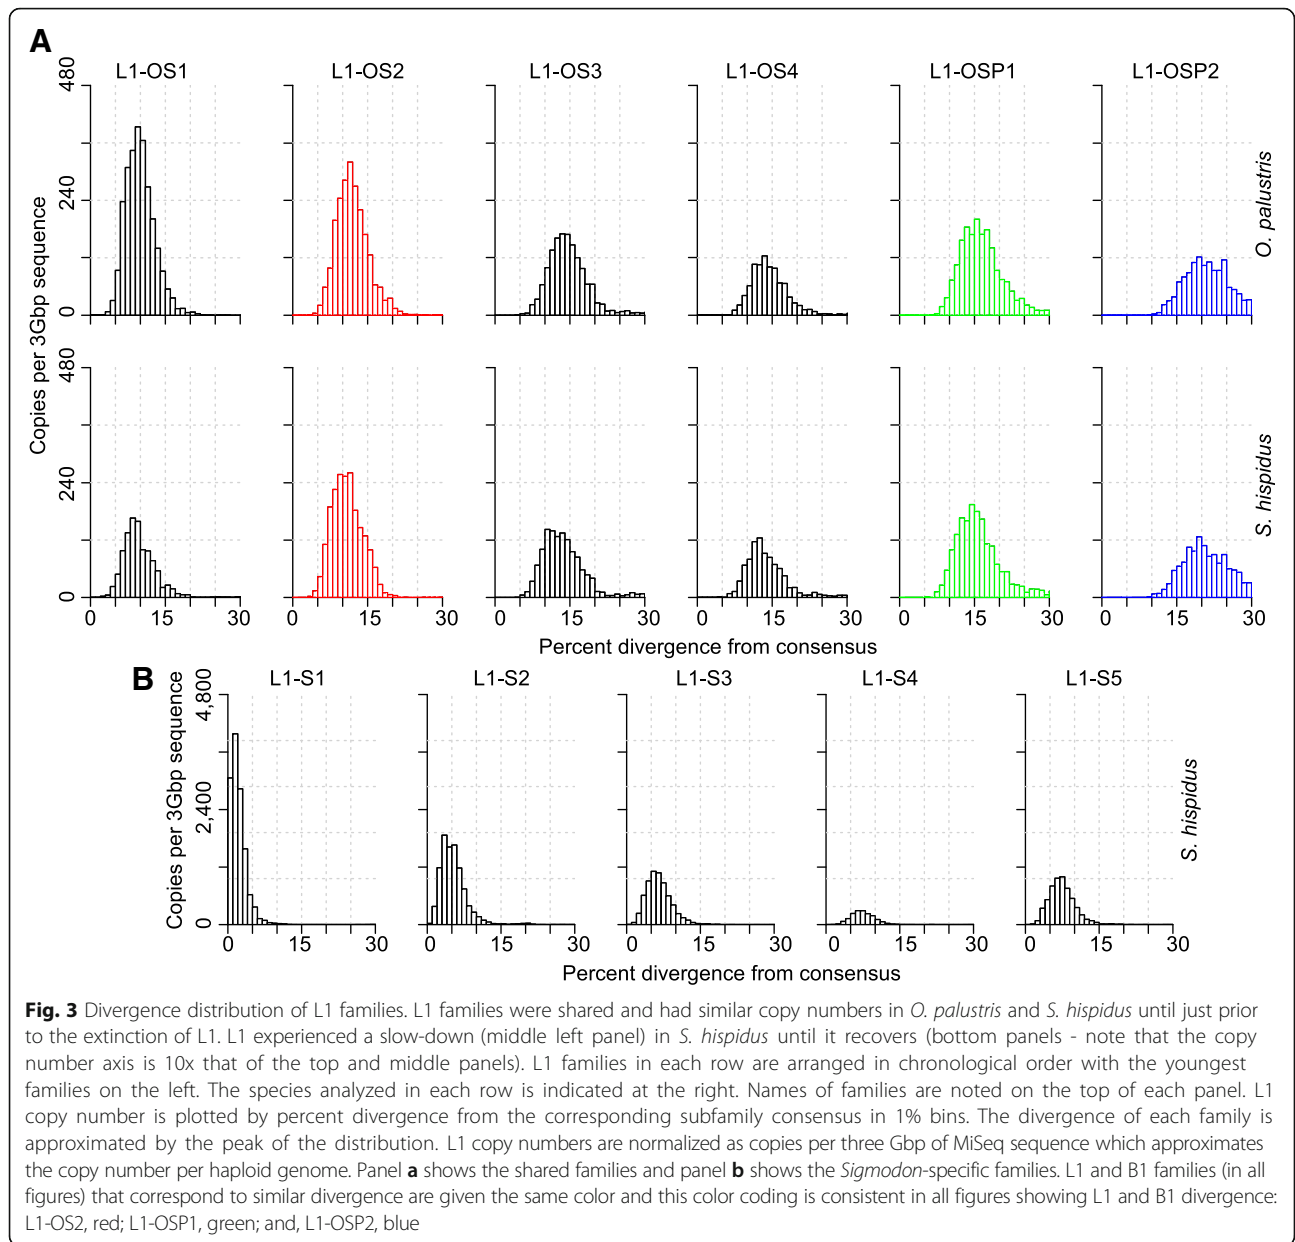 A
L1-OS1 L1-OS2 L1-OS3 L1-OS4 L1-OSP1 L1-OSP2
480
240
0
O. palustris
Copies per 3Gbp sequence
480
240
0
S. hispidus
0 15 30 0 15 30 0 15 30 0 15 30 0 15 30 0 15 30
Percent divergence from consensus
B
L1-S1 L1-S2 L1-S3 L1-S4 L1-S5
Copies per 3Gbp sequence
4,800
2,400
0
S. hispidus
0 15 30 0 15 30 0 15 30 0 15 30 0 15 30
Percent divergence from consensus
Fig. 3 Divergence distribution of L1 families. L1 families were shared and had similar copy numbers in O. palustris and S. hispidus until just prior
to the extinction of L1. L1 experienced a slow-down (middle left panel) in S. hispidus until it recovers (bottom panels - note that the copy
number axis is 10x that of the top and middle panels). L1 families in each row are arranged in chronological order with the youngest
families on the left. The species analyzed in each row is indicated at the right. Names of families are noted on the top of each panel. L1
copy number is plotted by percent divergence from the corresponding subfamily consensus in 1% bins. The divergence of each family is
approximated by the peak of the distribution. L1 copy numbers are normalized as copies per three Gbp of MiSeq sequence which approximates
the copy number per haploid genome. Panel a shows the shared families and panel b shows the Sigmodon-specific families. L1 and B1 families (in all
figures) that correspond to similar divergence are given the same color and this color coding is consistent in all figures showing L1 and B1 divergence:
L1-OS2, red; L1-OSP1, green; and, L1-OSP2, blue